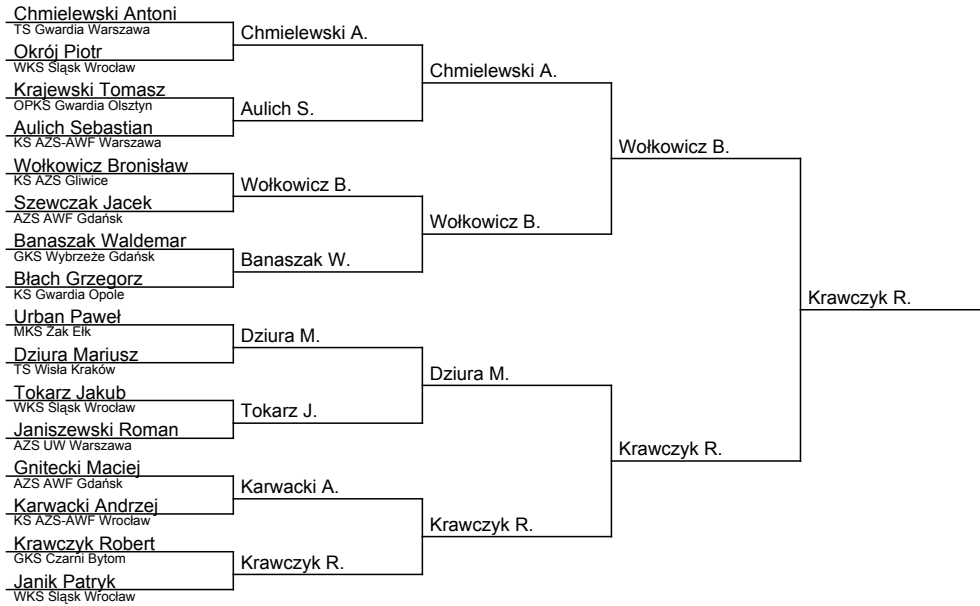 Chmielewski Antoni
TS Gwardia Warszawa
Okrój Piotr
WKS Śląsk Wrocław
Krajewski Tomasz
OPKS Gwardia Olsztyn
Aulich Sebastian
KS AZS-AWF Warszawa
Wołkowicz Bronisław
KS AZS Gliwice
Szewczak Jacek
AZS AWF Gdańsk
Banaszak Waldemar
GKS Wybrzeże Gdańsk
Błach Grzegorz
KS Gwardia Opole
Urban Paweł
MKS Żak Ełk
Dziura Mariusz
TS Wisła Kraków
Tokarz Jakub
WKS Śląsk Wrocław
Janiszewski Roman
AZS UW Warszawa
Gnitecki Maciej
AZS AWF Gdańsk
Karwacki Andrzej
KS AZS-AWF Wrocław
Krawczyk Robert
GKS Czarni Bytom
Janik Patryk
WKS Śląsk Wrocław
Chmielewski A.
Aulich S.
Wołkowicz B.
Banaszak W.
Dziura M.
Tokarz J.
Karwacki A.
Krawczyk R.
Chmielewski A.
Wołkowicz B.
Dziura M.
Krawczyk R.
Wołkowicz B.
Krawczyk R.
Krawczyk R.